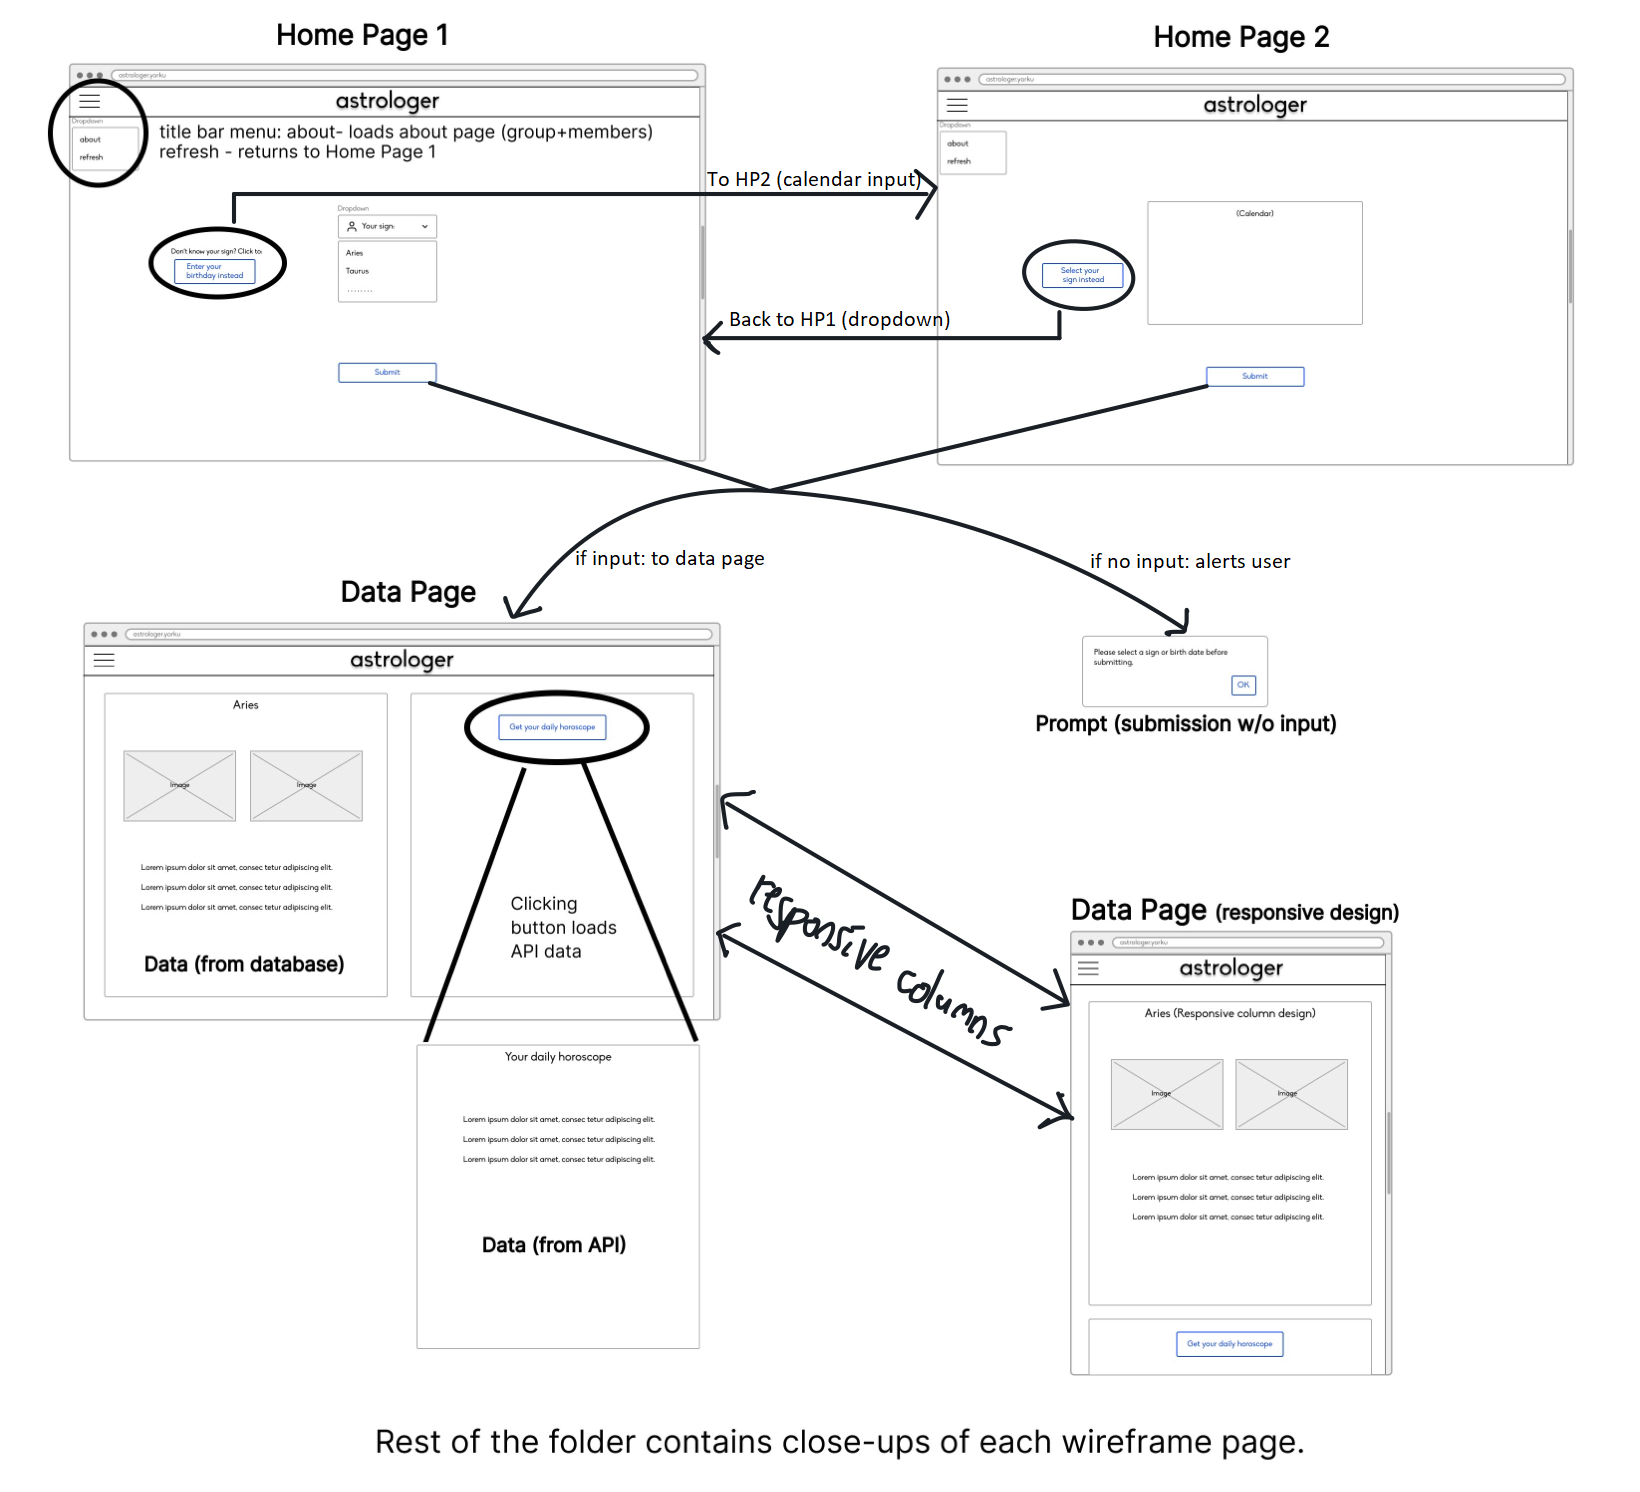 Home Page 1
astrologer.yorku
astrologer
Dropdown
about
refresh
title bar menu: about- loads about page (group+members)
refresh - returns to Home Page 1
Dropdown
Your sign:
Aries
Taurus
........
Don't know your sign? Click to:
Enter your
birthday instead
Submit
To HP2 (calendar input)
Back to HP1 (dropdown)
Home Page 2
astrologer.yorku
astrologer
Dropdown
about
refresh
(Calendar)
Select your
sign instead
Submit
if input: to data page
if no input: alerts user
Data Page
astrologer.yorku
astrologer
Aries
Image
Image
Lorem ipsum dolor sit amet, consec tetur adipiscing elit.
Lorem ipsum dolor sit amet, consec tetur adipiscing elit.
Lorem ipsum dolor sit amet, consec tetur adipiscing elit.
Data (from database)
Get your daily horoscope
Clicking
button loads
API data
Your daily horoscope
Lorem ipsum dolor sit amet, consec tetur adipiscing elit.
Lorem ipsum dolor sit amet, consec tetur adipiscing elit.
Lorem ipsum dolor sit amet, consec tetur adipiscing elit.
Data (from API)
Please select a sign or birth date before
submitting.
OK
Prompt (submission w/o input)
responsive columns
Data Page (responsive design)
astrologer.yorku
astrologer
Aries (Responsive column design)
Image
Image
Lorem ipsum dolor sit amet, consec tetur adipiscing elit.
Lorem ipsum dolor sit amet, consec tetur adipiscing elit.
Lorem ipsum dolor sit amet, consec tetur adipiscing elit.
Get your daily horoscope
Rest of the folder contains close-ups of each wireframe page.